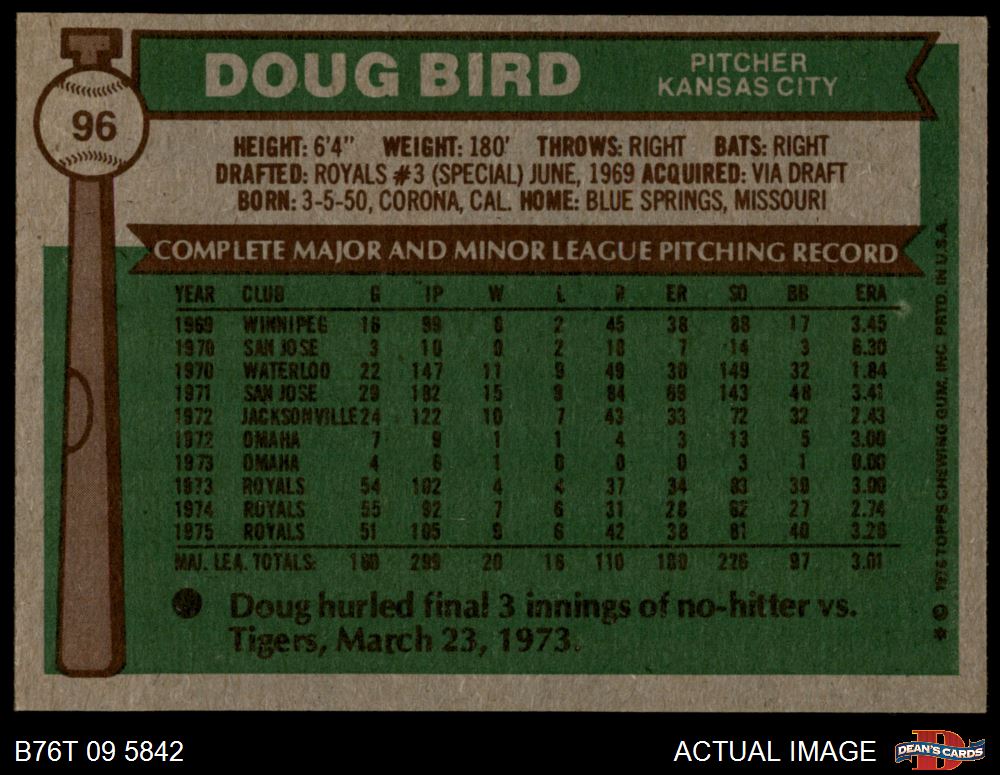 96
DOUG BIRD
PITCHER
KANSAS CITY
HEIGHT: 6'4" WEIGHT: 180' THROWS: RIGHT BATS: RIGHT
DRAFTED: ROYALS #3 (SPECIAL) JUNE, 1969 ACQUIRED: VIA DRAFT
BORN: 3-5-50, CORONA, CAL. HOME: BLUE SPRINGS, MISSOURI
COMPLETE MAJOR AND MINOR LEAGUE PITCHING RECORD
YEAR CLUB G IP W L R ER SO BB ERA
1969 WINNIPEG 16 99 6 2 45 38 88 17 3.45
1970 SAN JOSE 3 10 0 2 10 7 14 3 6.30
1970 WATERLOO 22 147 11 9 49 30 149 32 1.84
1971 SAN JOSE 29 182 15 9 84 69 143 48 3.41
1972 JACKSONVILLE 24 122 10 7 43 33 72 32 2.43
1972 OMAHA 7 9 1 1 4 3 13 5 3.00
1973 OMAHA 4 6 1 0 0 0 3 1 0.00
1973 ROYALS 54 102 4 4 37 34 83 30 3.00
1974 ROYALS 55 92 7 6 31 28 62 27 2.74
1975 ROYALS 51 105 9 6 42 38 81 40 3.26
MAJ. LEA. TOTALS: 160 299 20 16 110 100 226 97 3.01
Doug hurled final 3 innings of no-hitter vs.
Tigers, March 23, 1973.
* © 1976 TOPPS CHEWING GUM, INC. PRTD. IN U.S.A.
B76T 09 5842
ACTUAL IMAGE
D
DEAN'S CARDS